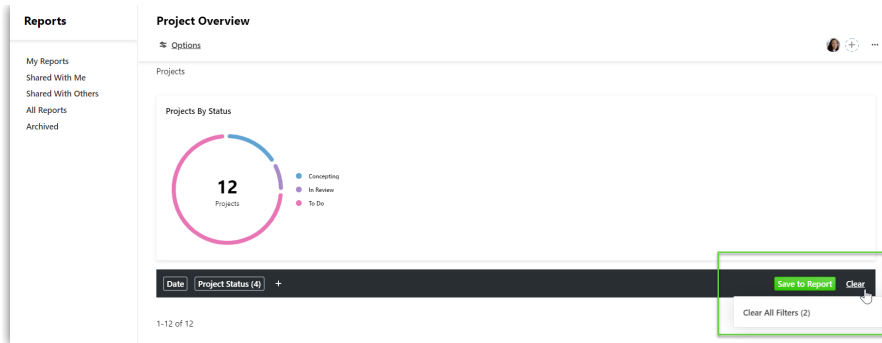 Reports
My Reports
Shared With Me
Shared With Others
All Reports
Archived
Project Overview
Options
Projects
Projects By Status
12
Projects
Concepting
In Review
To Do
Date Project Status (4) +
Save to Report Clear
Clear All Filters (2)
1-12 of 12